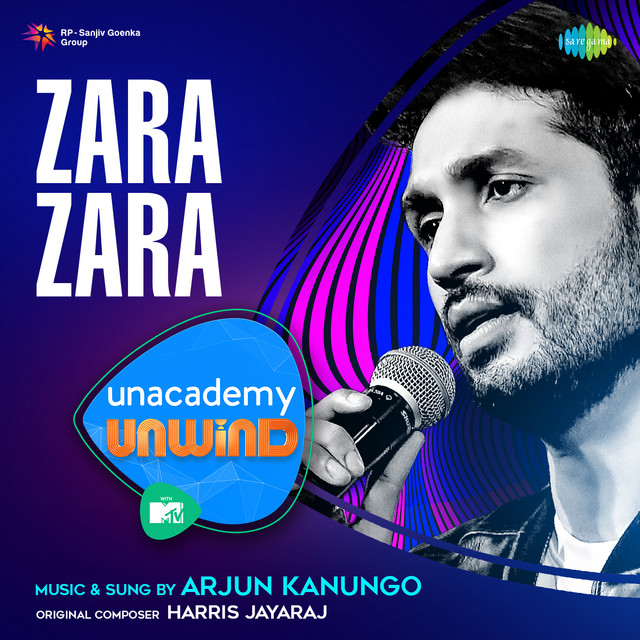 RP-Sanjiv Goenka
Group
saregama
ZARA
ZARA
unacademy
UNWIND
WITH
MTV
MUSIC & SUNG BY ARJUN KANUNGO
ORIGINAL COMPOSER HARRIS JAYARAJ